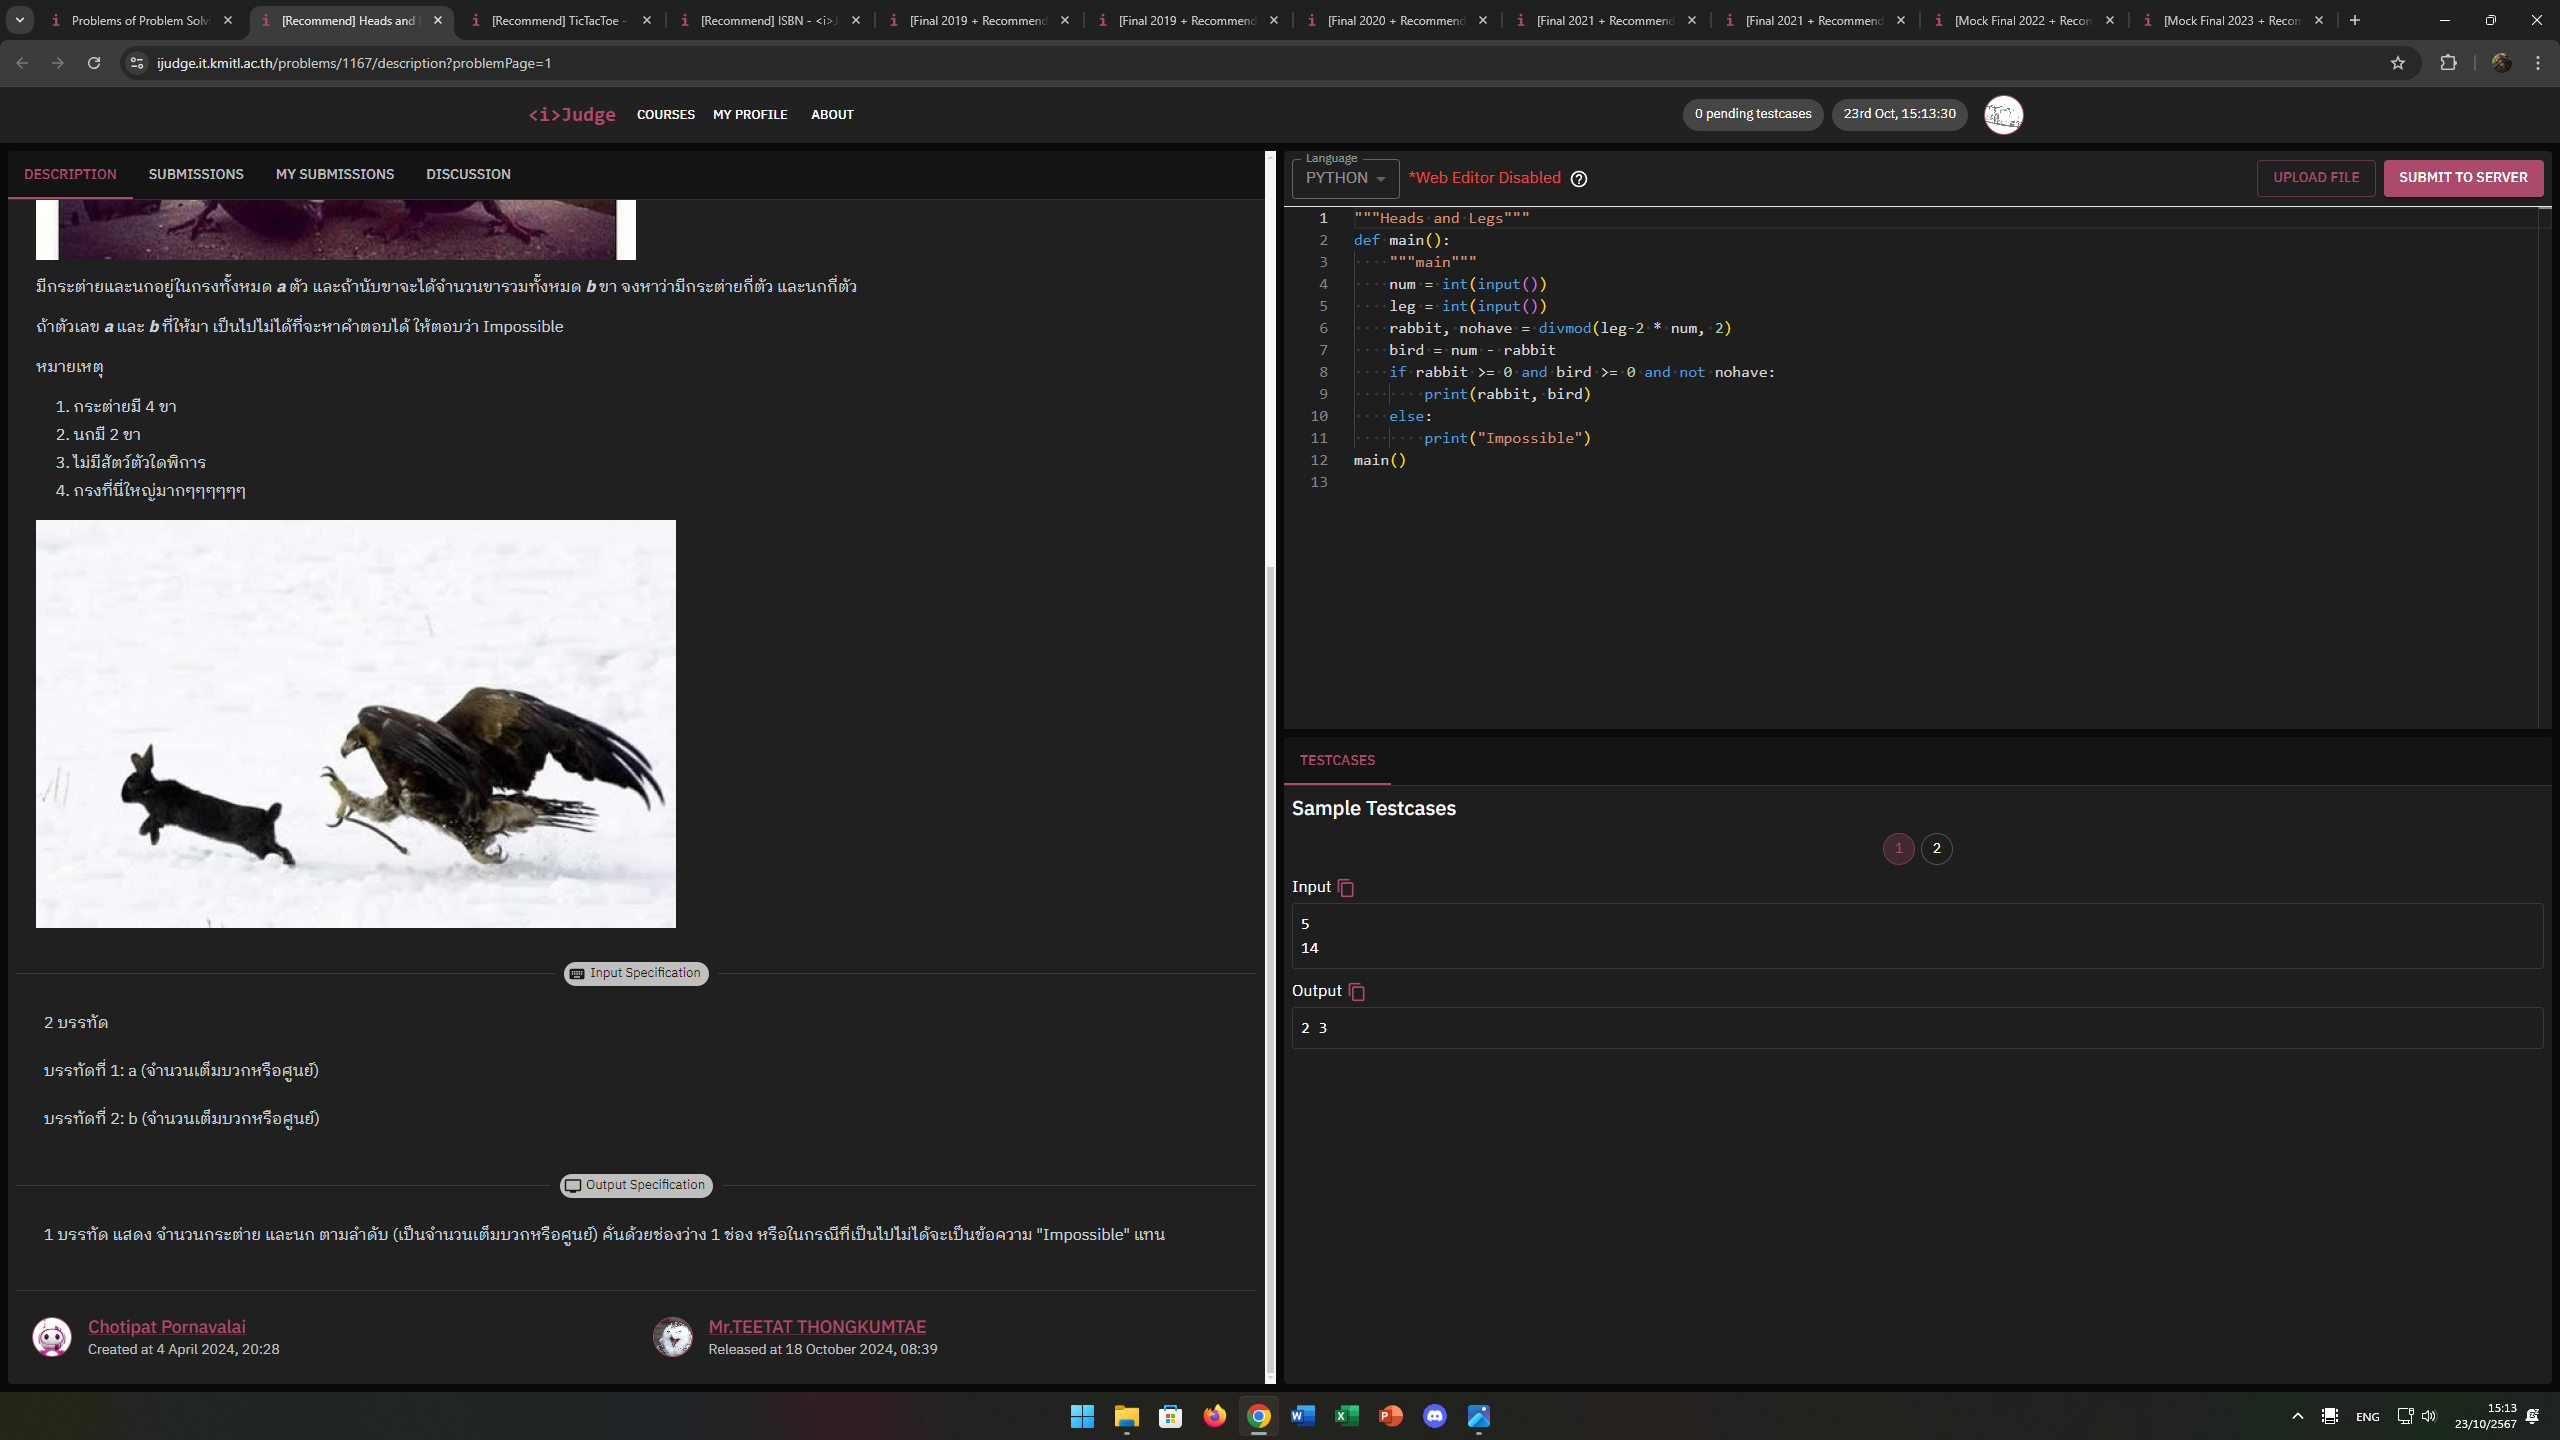 Problems of Problem Solv
[Recommend] Heads and
[Recommend] TicTacToe -
[Recommend] ISBN - <i>J
[Final 2019 + Recommend
[Final 2019 + Recommend
[Final 2020 + Recommend
[Final 2021 + Recommend
[Final 2021 + Recommend
[Mock Final 2022 + Recom
[Mock Final 2023 + Recom
ijudge.it.kmitl.ac.th/problems/1167/description?problemPage=1
<i>Judge COURSES MY PROFILE ABOUT 0 pending testcases 23rd Oct, 15:13:30
DESCRIPTION SUBMISSIONS MY SUBMISSIONS DISCUSSION
มีกระต่ายและนกอยู่ในกรงทั้งหมด a ตัว และถ้านับขาจะได้จำนวนขารวมทั้งหมด b ขา จงหาว่ามีกระต่ายกี่ตัว และนกกี่ตัว
ถ้าตัวเลข a และ b ที่ให้มา เป็นไปไม่ได้ที่จะหาคำตอบได้ ให้ตอบว่า Impossible
หมายเหตุ
1. กระต่ายมี 4 ขา
2. นกมี 2 ขา
3. ไม่มีสัตว์ตัวใดพิการ
4. กรงที่นี่ใหญ่มากๆๆๆๆๆๆ
Input Specification
2 บรรทัด
บรรทัดที่ 1: a (จำนวนเต็มบวกหรือศูนย์)
บรรทัดที่ 2: b (จำนวนเต็มบวกหรือศูนย์)
Output Specification
1 บรรทัด แสดง จำนวนกระต่าย และนก ตามลำดับ (เป็นจำนวนเต็มบวกหรือศูนย์) คั่นด้วยช่องว่าง 1 ช่อง หรือในกรณีที่เป็นไปไม่ได้จะเป็นข้อความ "Impossible" แทน
Chotipat Pornavalai
Created at 4 April 2024, 20:28
Mr.TEETAT THONGKUMTAE
Released at 18 October 2024, 08:39
Language
PYTHON *Web Editor Disabled UPLOAD FILE SUBMIT TO SERVER
1 """Heads and Legs"""
2 def main():
3 """main"""
4 num = int(input())
5 leg = int(input())
6 rabbit, nohave = divmod(leg-2 * num, 2)
7 bird = num - rabbit
8 if rabbit >= 0 and bird >= 0 and not nohave:
9 print(rabbit, bird)
10 else:
11 print("Impossible")
12 main()
13
TESTCASES
Sample Testcases
1 2
Input
5
14
Output
2 3
ENG
15:13
23/10/2567